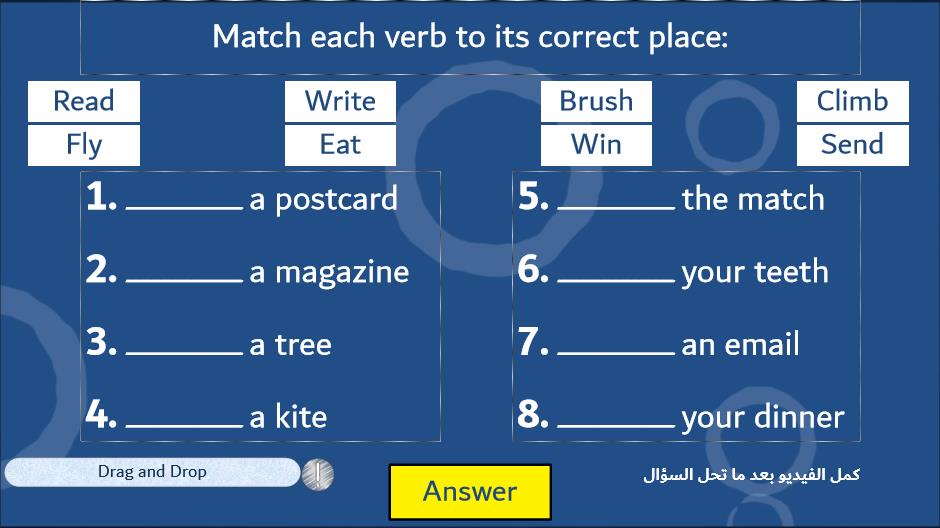 Match each verb to its correct place:
Read Write Brush Climb
Fly Eat Win Send
1. ________ a postcard
2. ________ a magazine
3. ________ a tree
4. ________ a kite
5. ________ the match
6. ________ your teeth
7. ________ an email
8. ________ your dinner
Drag and Drop !
Answer
كمل الفيديو بعد ما تحل السؤال